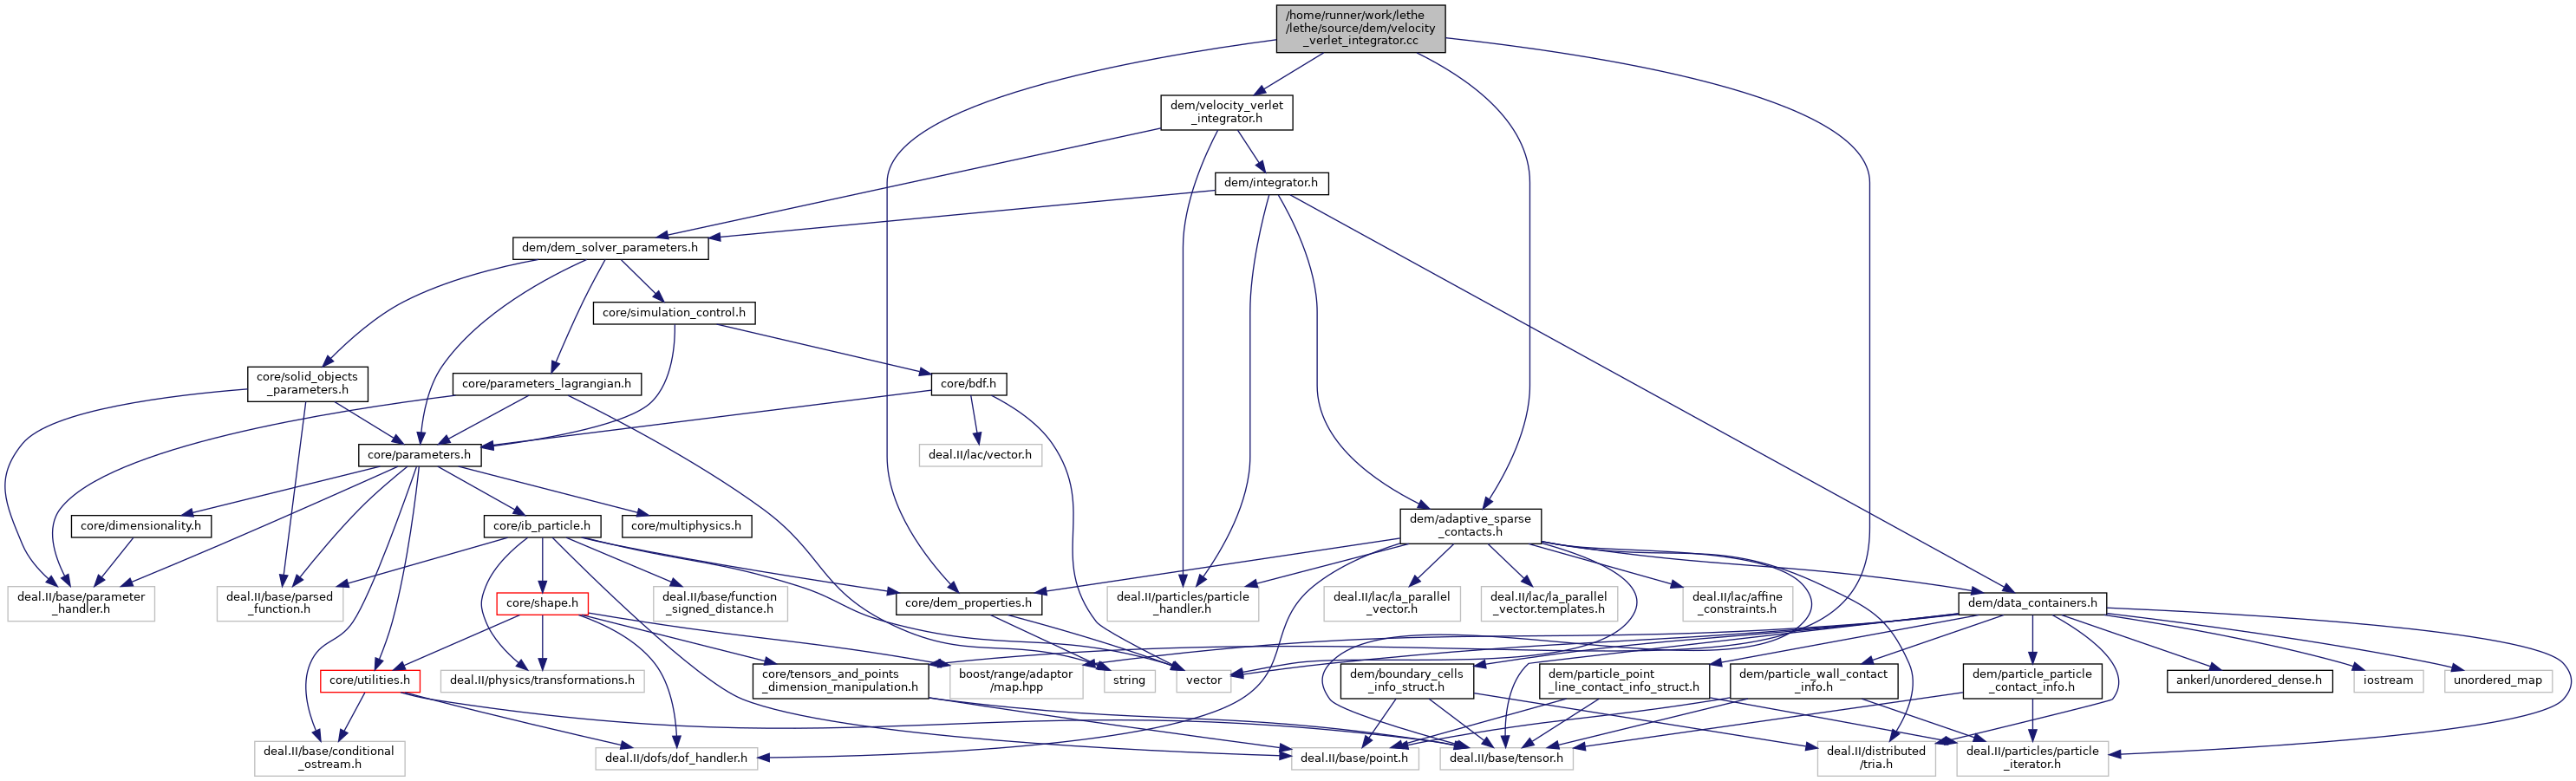 /home/runner/work/lethe
/lethe/source/dem/velocity
_verlet_integrator.cc
dem/velocity_verlet
_integrator.h
dem/integrator.h
dem/dem_solver_parameters.h
core/simulation_control.h
core/solid_objects
_parameters.h
core/parameters_lagrangian.h
core/bdf.h
core/parameters.h
deal.II/lac/vector.h
core/dimensionality.h
core/ib_particle.h
core/multiphysics.h
dem/adaptive_sparse
_contacts.h
deal.II/base/parameter
_handler.h
deal.II/base/parsed
_function.h
core/shape.h
deal.II/base/function
_signed_distance.h
core/dem_properties.h
deal.II/particles/particle
_handler.h
deal.II/lac/la_parallel
_vector.h
deal.II/lac/la_parallel
_vector.templates.h
deal.II/lac/affine
_constraints.h
dem/data_containers.h
core/utilities.h
deal.II/physics/transformations.h
core/tensors_and_points
_dimension_manipulation.h
boost/range/adaptor
/map.hpp
string
vector
dem/boundary_cells
_info_struct.h
dem/particle_point
_line_contact_info_struct.h
dem/particle_wall_contact
_info.h
dem/particle_particle
_contact_info.h
ankerl/unordered_dense.h
iostream
unordered_map
deal.II/base/conditional
_ostream.h
deal.II/dofs/dof_handler.h
deal.II/base/point.h
deal.II/base/tensor.h
deal.II/distributed
/tria.h
deal.II/particles/particle
_iterator.h